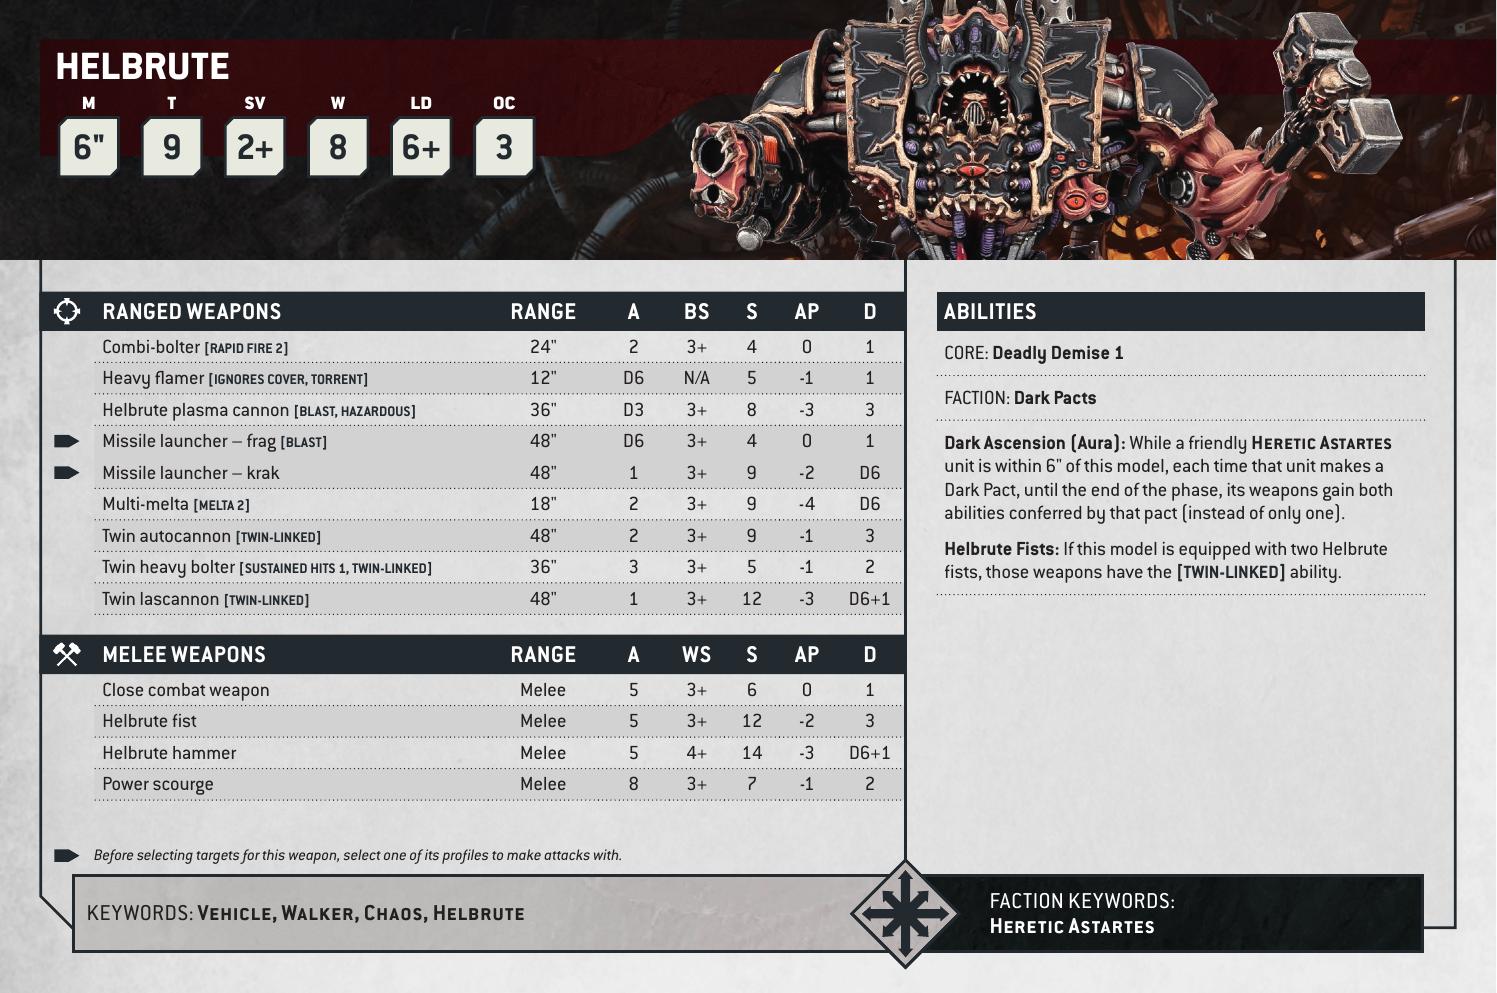 HELBRUTE
M T SV W LD OC
6" 9 2+ 8 6+ 3
RANGED WEAPONS RANGE A BS S AP D
Combi-bolter [RAPID FIRE 2] 24" 2 3+ 4 0 1
Heavy flamer [IGNORES COVER, TORRENT] 12" D6 N/A 5 -1 1
Helbrute plasma cannon [BLAST, HAZARDOUS] 36" D3 3+ 8 -3 3
Missile launcher – frag [BLAST] 48" D6 3+ 4 0 1
Missile launcher – krak 48" 1 3+ 9 -2 D6
Multi-melta [MELTA 2] 18" 2 3+ 9 -4 D6
Twin autocannon [TWIN-LINKED] 48" 2 3+ 9 -1 3
Twin heavy bolter [SUSTAINED HITS 1, TWIN-LINKED] 36" 3 3+ 5 -1 2
Twin lascannon [TWIN-LINKED] 48" 1 3+ 12 -3 D6+1
MELEE WEAPONS RANGE A WS S AP D
Close combat weapon Melee 5 3+ 6 0 1
Helbrute fist Melee 5 3+ 12 -2 3
Helbrute hammer Melee 5 4+ 14 -3 D6+1
Power scourge Melee 8 3+ 7 -1 2
Before selecting targets for this weapon, select one of its profiles to make attacks with.
ABILITIES
CORE: Deadly Demise 1
FACTION: Dark Pacts
Dark Ascension (Aura): While a friendly HERETIC ASTARTES
unit is within 6" of this model, each time that unit makes a
Dark Pact, until the end of the phase, its weapons gain both
abilities conferred by that pact (instead of only one).
Helbrute Fists: If this model is equipped with two Helbrute
fists, those weapons have the [TWIN-LINKED] ability.
KEYWORDS: VEHICLE, WALKER, CHAOS, HELBRUTE
FACTION KEYWORDS:
HERETIC ASTARTES